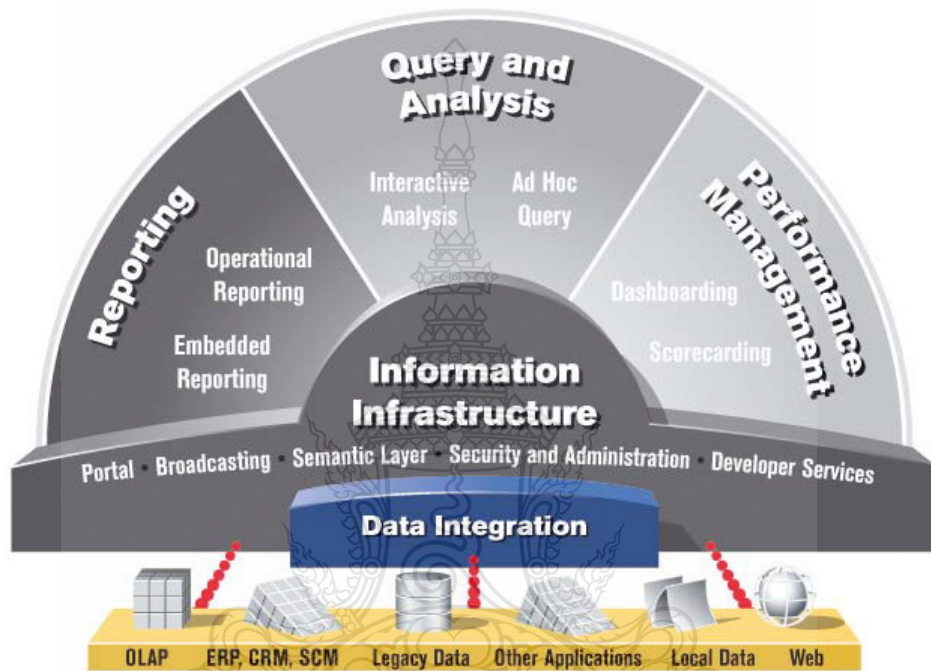 Query and
Analysis
Interactive
Analysis
Ad Hoc
Query
Reporting
Operational
Reporting
Embedded
Reporting
Performance
Management
Dashboarding
Scorecarding
Information
Infrastructure
Portal • Broadcasting • Semantic Layer • Security and Administration • Developer Services
Data Integration
OLAP
ERP, CRM, SCM
Legacy Data
Other Applications
Local Data
Web